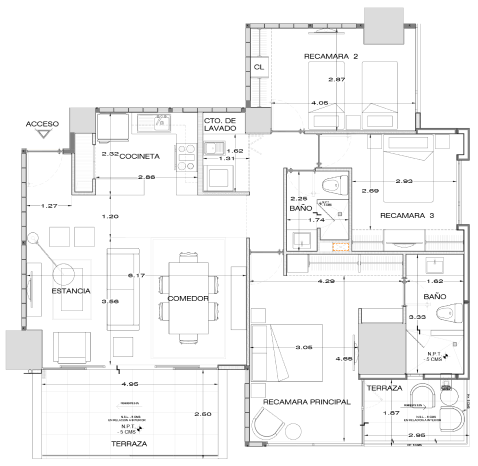 RECAMARA 2
CL
2.87
4.05
ACCESO
CTO. DE
LAVADO
2.32
COCINETA
1.62
1.31
2.86
1.27
1.20
2.25
BAÑO
1.74
2.93
2.69
RECAMARA 3
6.17
ESTANCIA
COMEDOR
3.56
4.29
1.62
BAÑO
3.33
3.05
4.65
N.P.T.
- 5 CMS
4.95
TERRAZA
RECAMARA PRINCIPAL
1.87
2.50
N.P.T.
- 5 CMS
TERRAZA
2.95